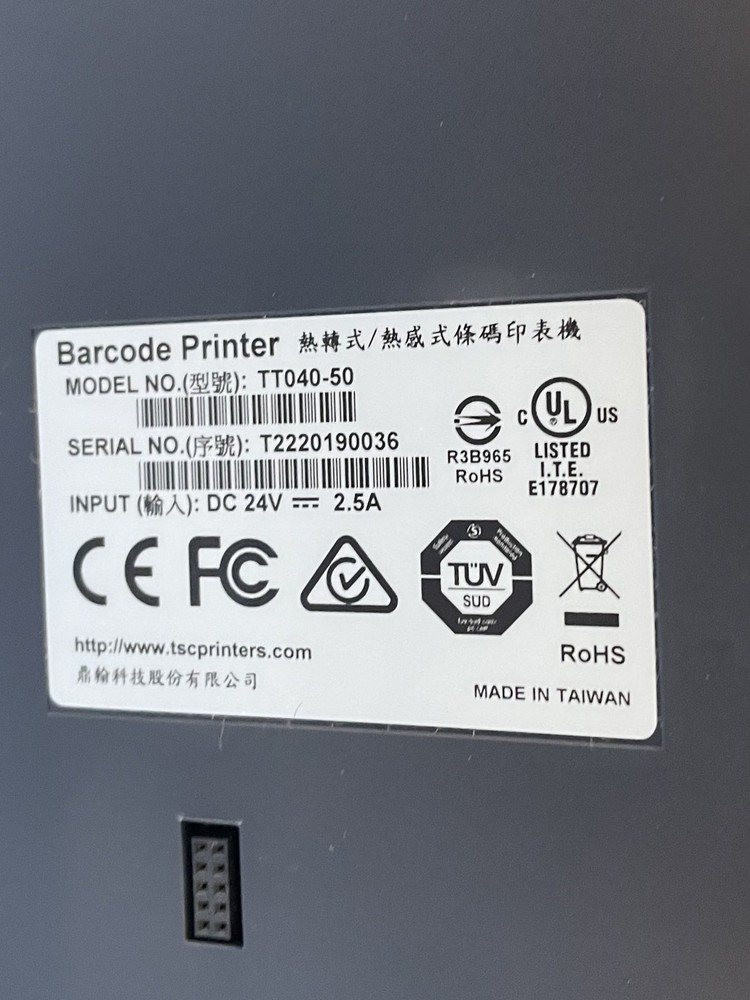 Barcode Printer 熱轉式/熱感式條碼印表機
MODEL NO.(型號): TT040-50
SERIAL NO.(序號): T2220190036
INPUT (輸入): DC 24V ⎓ 2.5A
R3B965
RoHS
C UL US
LISTED
I.T.E.
E178707
CE FC
TÜV
SUD
RoHS
http://www.tscprinters.com
鼎翰科技股份有限公司
MADE IN TAIWAN